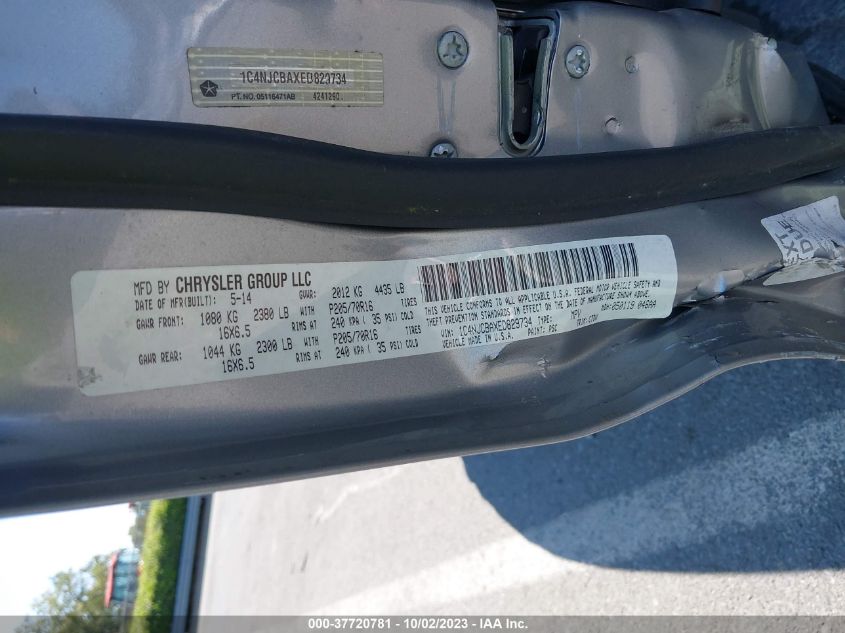 1C4NJCBAXED823734
PT. NO. 05116471AB 4241260
MFD BY CHRYSLER GROUP LLC
DATE OF MFR(BUILT): 5-14 GVWR: 2012 KG 4435 LB
GAWR FRONT: 1080 KG 2380 LB WITH P205/70R16 TIRES
16X6.5 RIMS AT 240 KPA ( 35 PSI) COLD
GAWR REAR: 1044 KG 2300 LB WITH P205/70R16 TIRES
16X6.5 RIMS AT 240 KPA ( 35 PSI) COLD
THIS VEHICLE CONFORMS TO ALL APPLICABLE U.S.A. FEDERAL MOTOR VEHICLE SAFETY AND
THEFT PREVENTION STANDARDS IN EFFECT ON THE DATE OF MANUFACTURE SHOWN ABOVE.
VIN: 1C4NJCBAXED823734 TYPE: MPV
VEHICLE MADE IN U.S.A. PAINT: PSC TRIM:
000-37720781 - 10/02/2023 - IAA Inc.